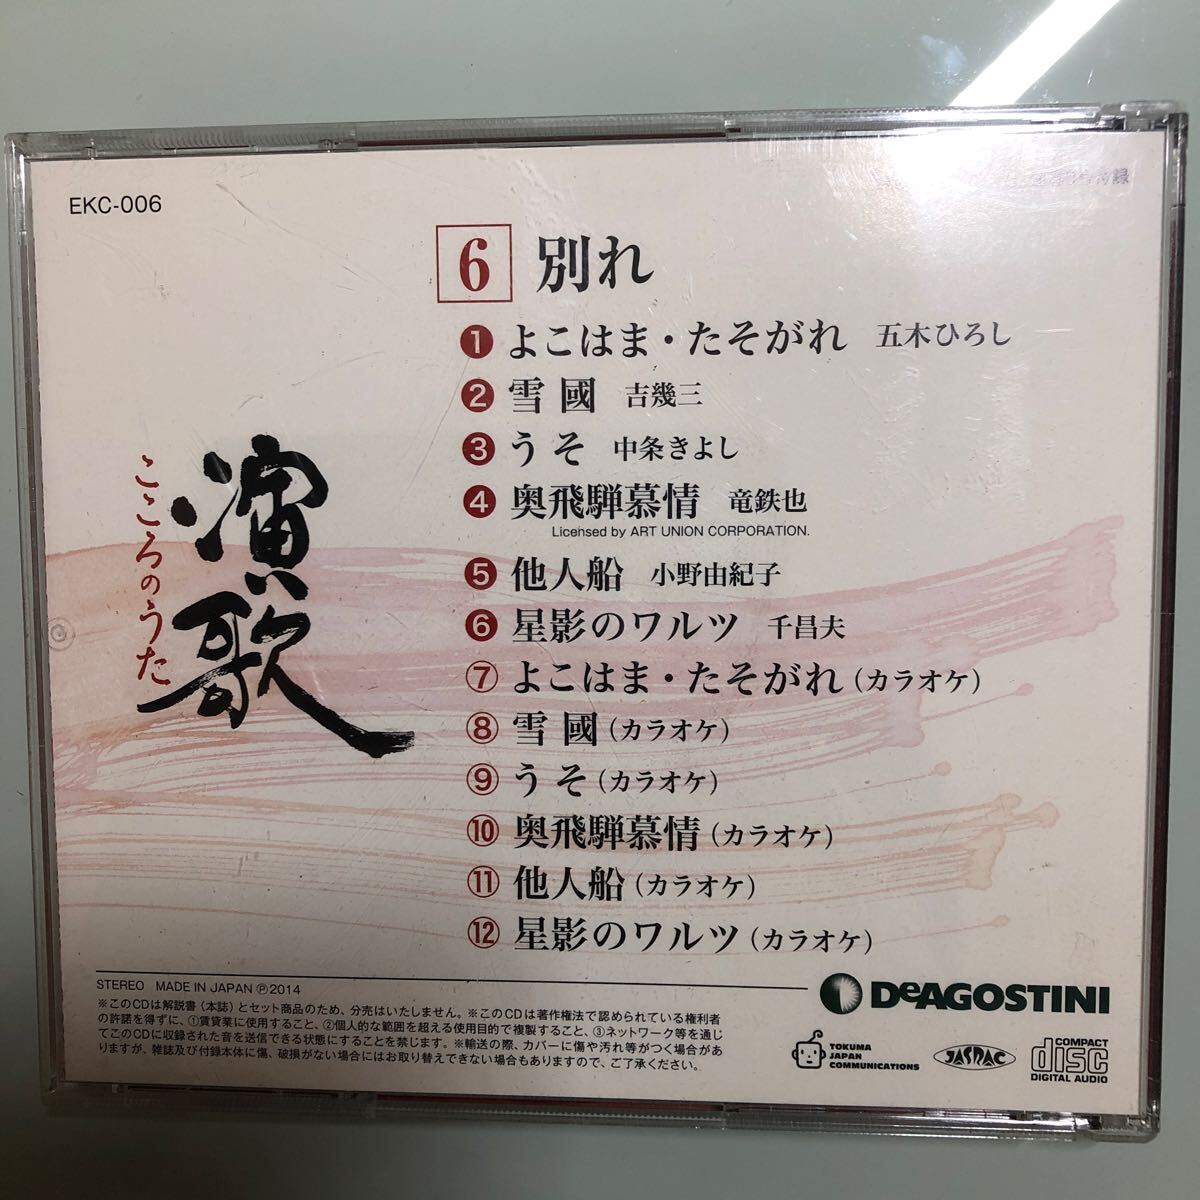 EKC-006
6 別れ
❶ よこはま・たそがれ 五木ひろし
❷ 雪國 吉幾三
❸ うそ 中条きよし
❹ 奥飛騨慕情 竜鉄也
Licensed by ART UNION CORPORATION.
❺ 他人船 小野由紀子
❻ 星影のワルツ 千昌夫
⑦ よこはま・たそがれ (カラオケ)
⑧ 雪國 (カラオケ)
⑨ うそ (カラオケ)
⑩ 奥飛騨慕情 (カラオケ)
⑪ 他人船 (カラオケ)
⑫ 星影のワルツ (カラオケ)
演歌
こころのうた
STEREO MADE IN JAPAN ℗2014
※このCDは解説書(本誌)とセット商品のため、分売はいたしません。※このCDは著作権法で認められている権利者
の許諾を得ずに、①賃貸業に使用すること、②個人的な範囲を超える使用目的で複製すること、③ネットワーク等を通じ
てこのCDに収録された音を送信できる状態にすることを禁じます。※輸送の際、カバーに傷や汚れ等がつく場合があ
りますが、雑誌及び付録本体に傷、破損がない場合にはお取り替えできない場合もありますので、ご了承ください。
DeAGOSTINI
TOKUMA
JAPAN
COMMUNICATIONS
JASRAC
COMPACT
disc
DIGITAL AUDIO